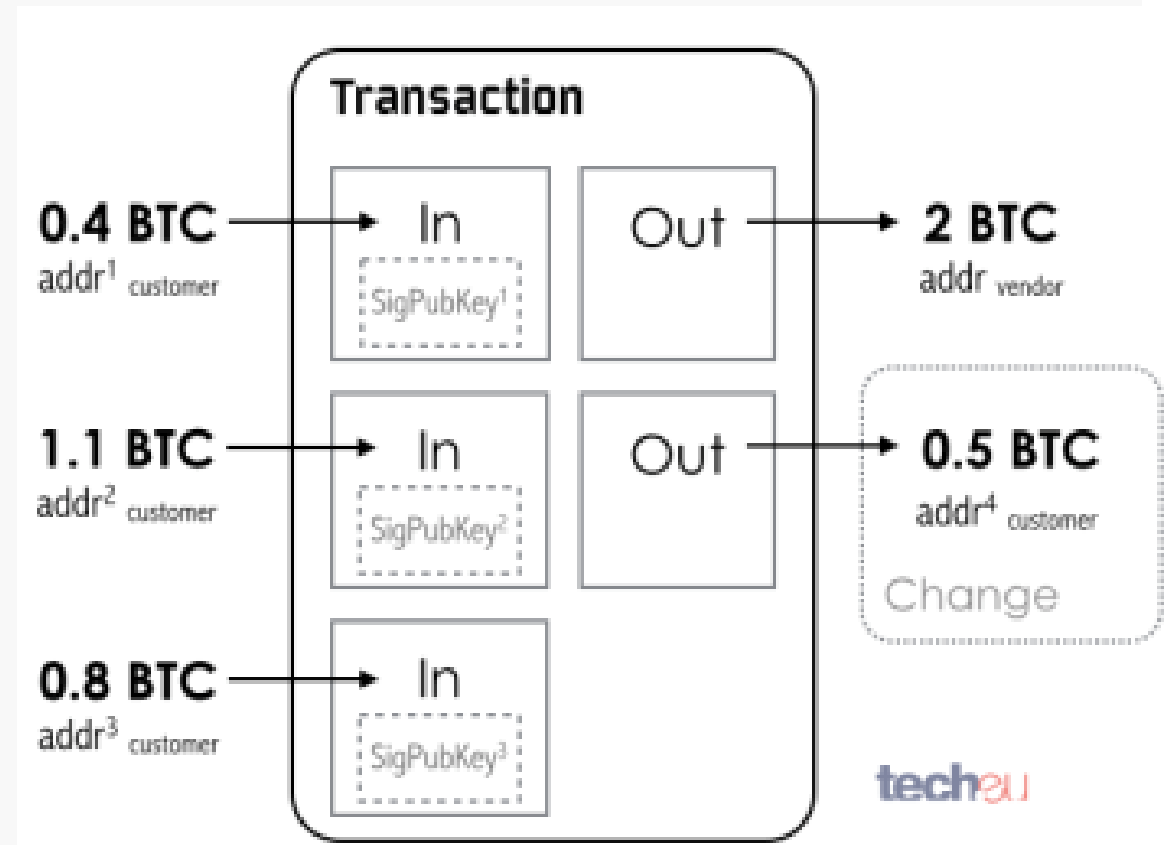 Transaction
0.4 BTC
addr¹ customer
In
SigPubKey¹
Out
2 BTC
addr vendor
1.1 BTC
addr² customer
In
SigPubKey²
Out
0.5 BTC
addr⁴ customer
Change
0.8 BTC
addr³ customer
In
SigPubKey³
techeu